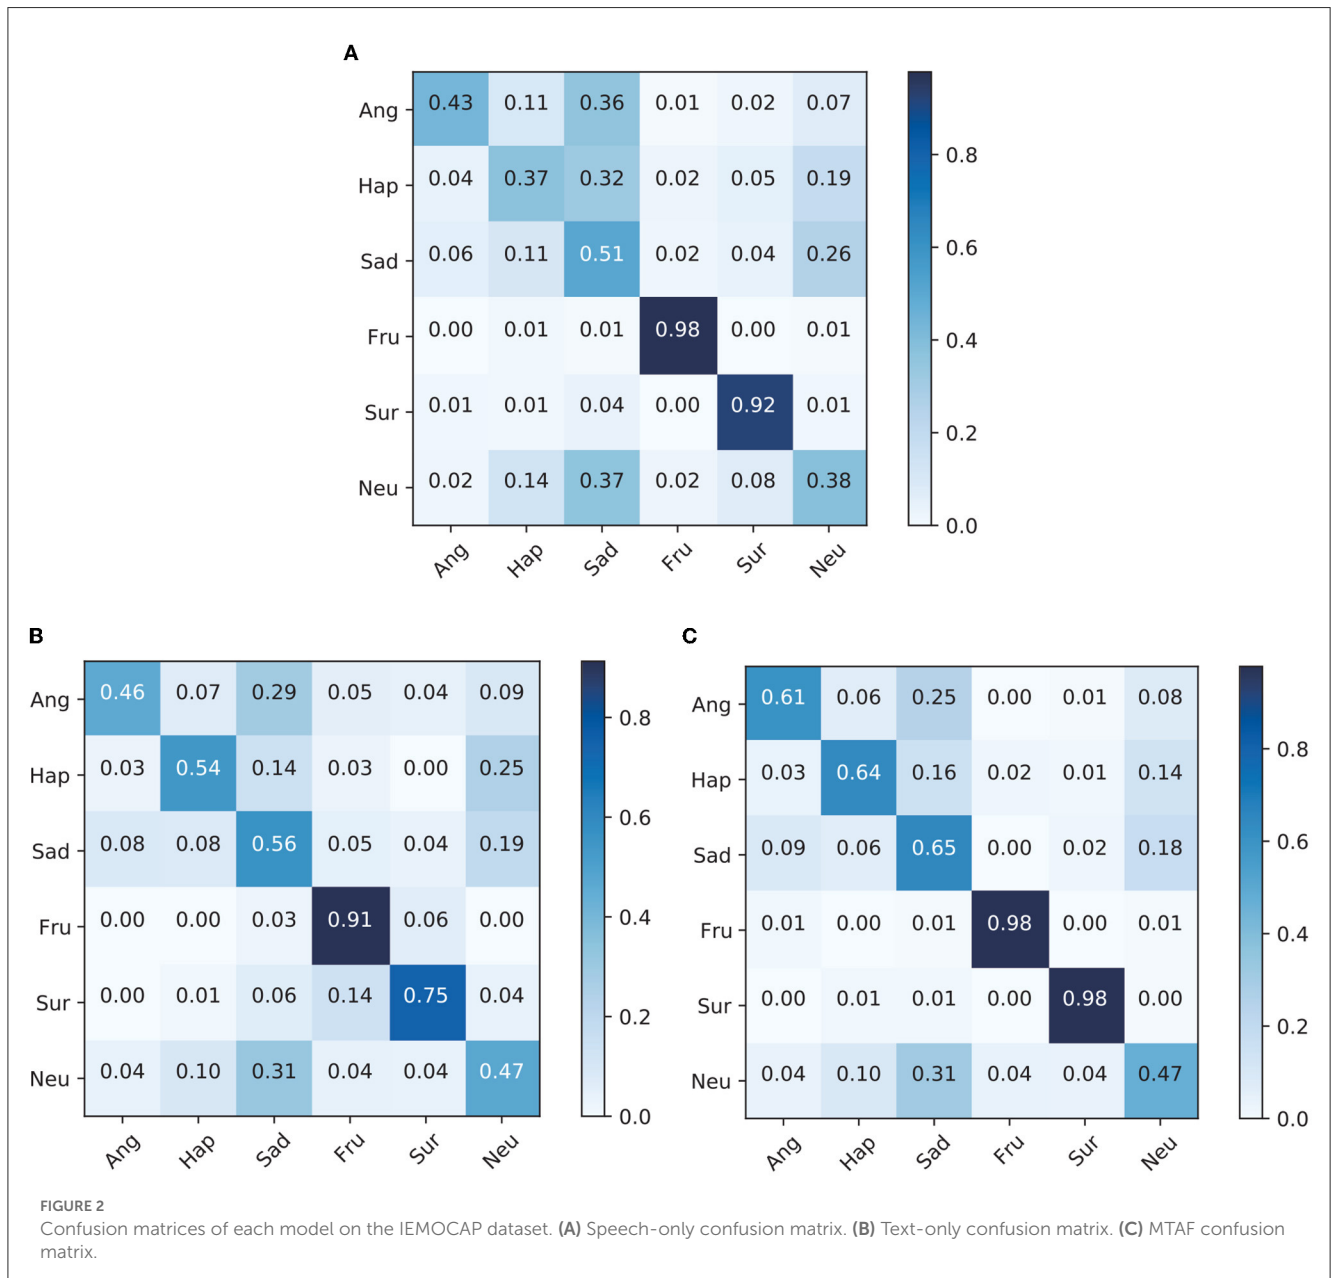 A
Ang 0.43 0.11 0.36 0.01 0.02 0.07
Hap 0.04 0.37 0.32 0.02 0.05 0.19
Sad 0.06 0.11 0.51 0.02 0.04 0.26
Fru 0.00 0.01 0.01 0.98 0.00 0.01
Sur 0.01 0.01 0.04 0.00 0.92 0.01
Neu 0.02 0.14 0.37 0.02 0.08 0.38
Ang Hap Sad Fru Sur Neu
0.8
0.6
0.4
0.2
0.0
B
Ang 0.46 0.07 0.29 0.05 0.04 0.09
Hap 0.03 0.54 0.14 0.03 0.00 0.25
Sad 0.08 0.08 0.56 0.05 0.04 0.19
Fru 0.00 0.00 0.03 0.91 0.06 0.00
Sur 0.00 0.01 0.06 0.14 0.75 0.04
Neu 0.04 0.10 0.31 0.04 0.04 0.47
Ang Hap Sad Fru Sur Neu
0.8
0.6
0.4
0.2
0.0
C
Ang 0.61 0.06 0.25 0.00 0.01 0.08
Hap 0.03 0.64 0.16 0.02 0.01 0.14
Sad 0.09 0.06 0.65 0.00 0.02 0.18
Fru 0.01 0.00 0.01 0.98 0.00 0.01
Sur 0.00 0.01 0.01 0.00 0.98 0.00
Neu 0.04 0.10 0.31 0.04 0.04 0.47
Ang Hap Sad Fru Sur Neu
0.8
0.6
0.4
0.2
0.0
FIGURE 2
Confusion matrices of each model on the IEMOCAP dataset. (A) Speech-only confusion matrix. (B) Text-only confusion matrix. (C) MTAF confusion
matrix.